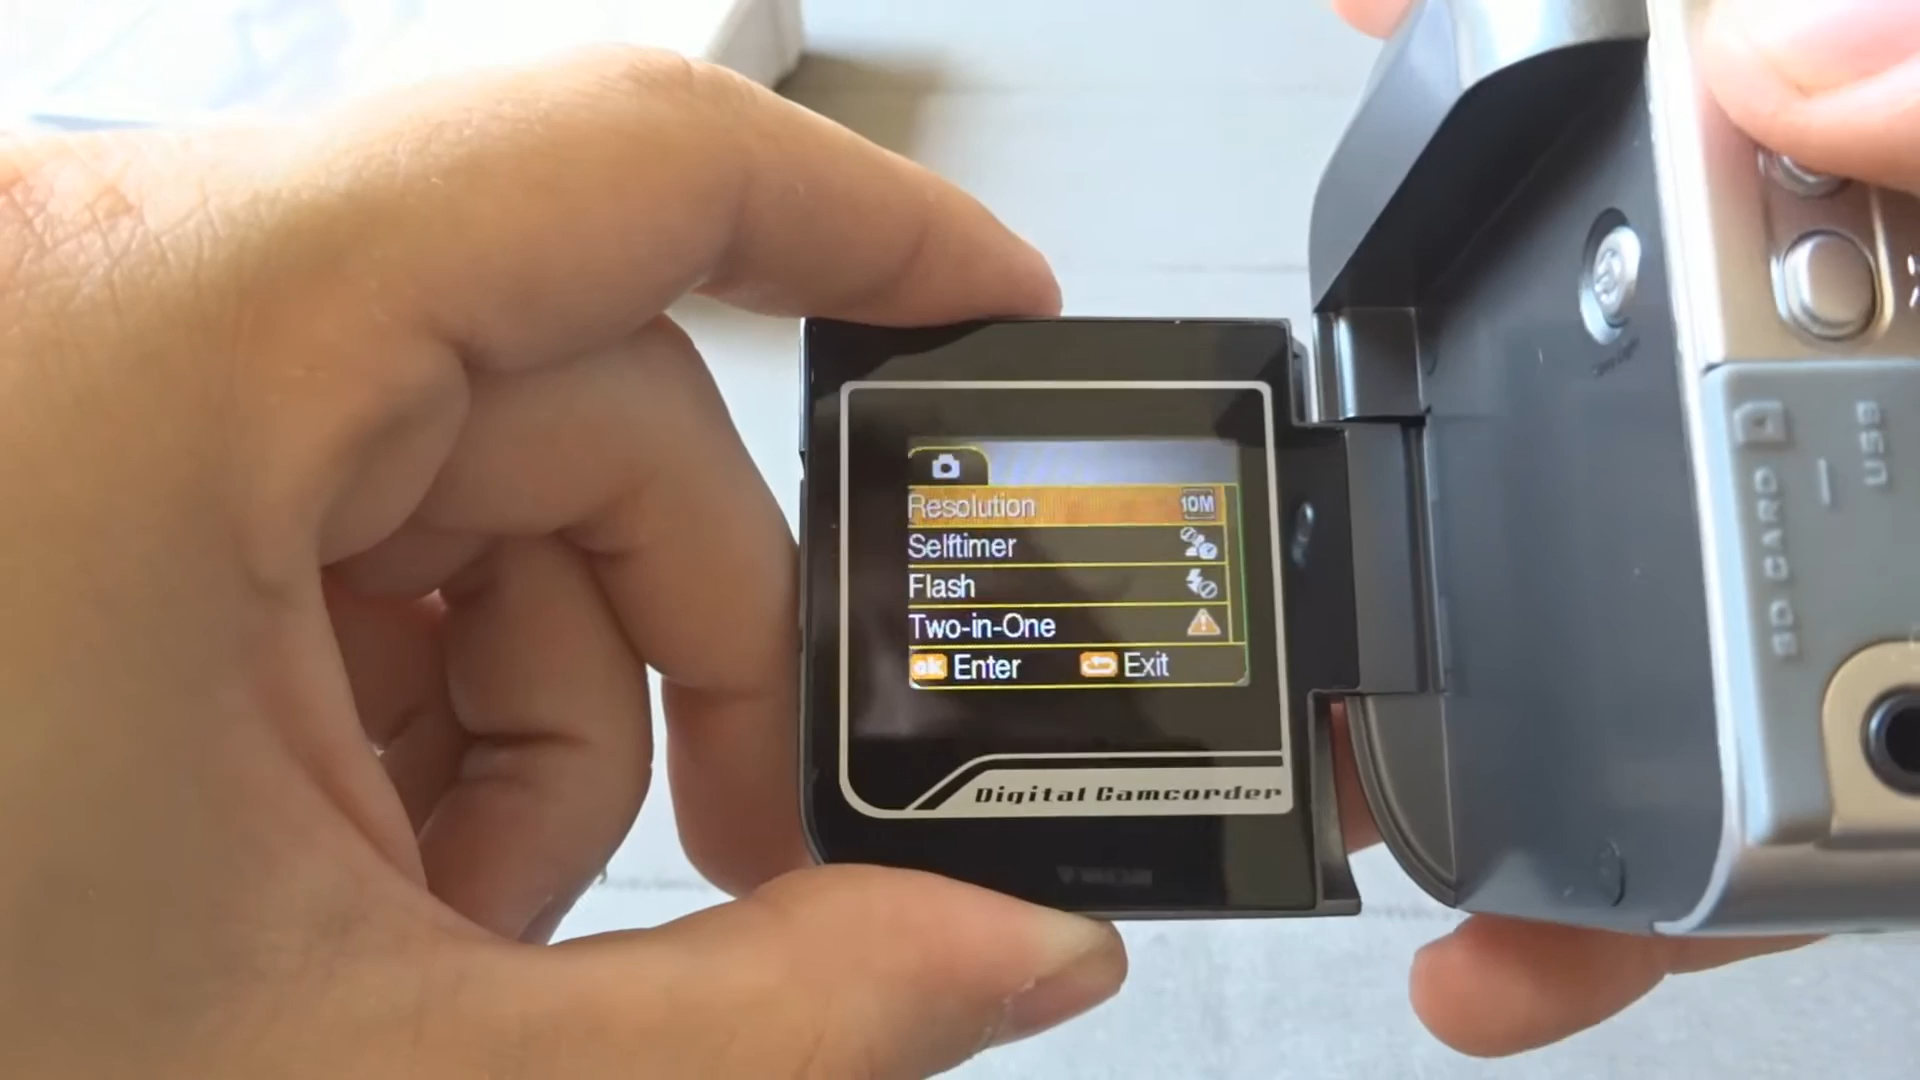 Resolution 10M
Selftimer
Flash
Two-in-One
ok Enter Exit
Digital Camcorder
SD CARD
USB